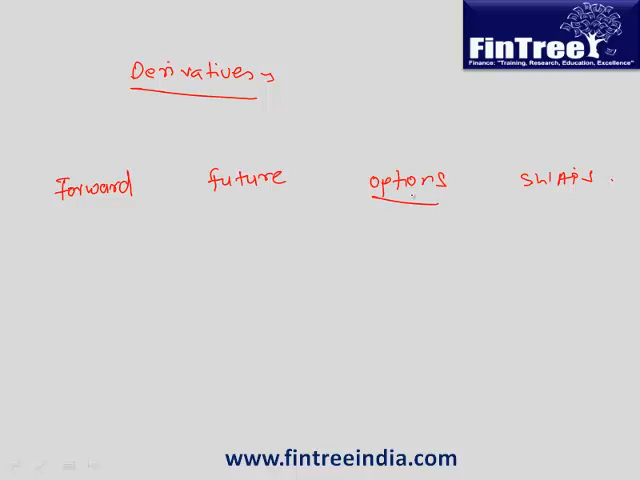 FinTree
Finance: "Training, Research, Education, Excellence"
Derivatives
Forward future options SWAPS.
www.fintreeindia.com